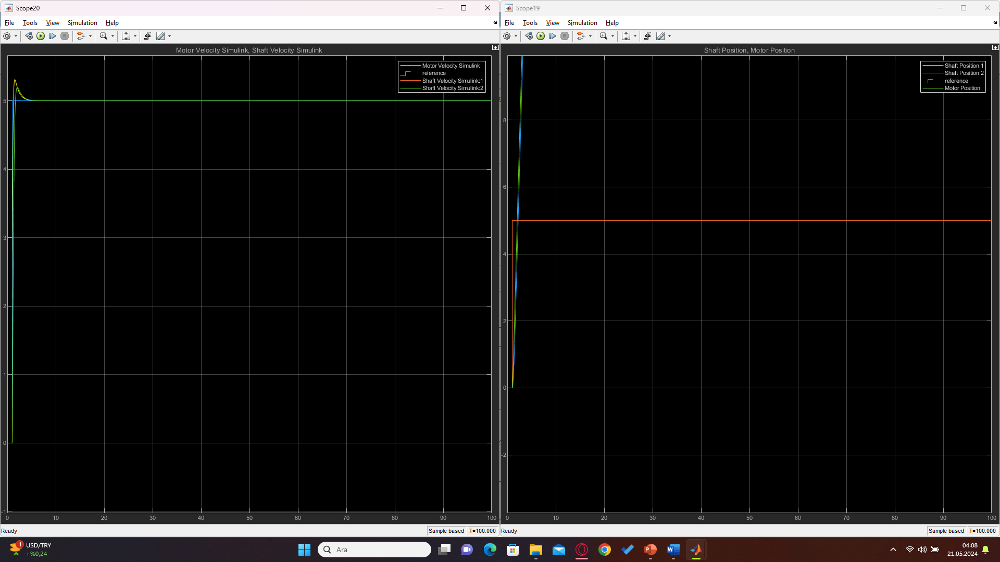 Scope20
File Tools View Simulation Help
Motor Velocity Simulink, Shaft Velocity Simulink
Motor Velocity Simulink
reference
Shaft Velocity Simulink:1
Shaft Velocity Simulink:2
5
4
3
2
1
0
-1
0 10 20 30 40 50 60 70 80 90 100
Ready Sample based T=100.000
Scope19
File Tools View Simulation Help
Shaft Position, Motor Position
Shaft Position:1
Shaft Position:2
reference
Motor Position
8
6
4
2
0
-2
0 10 20 30 40 50 60 70 80 90 100
Ready Sample based T=100.000
1
USD/TRY
+%0,24
Ara
P
W
04:08
21.05.2024